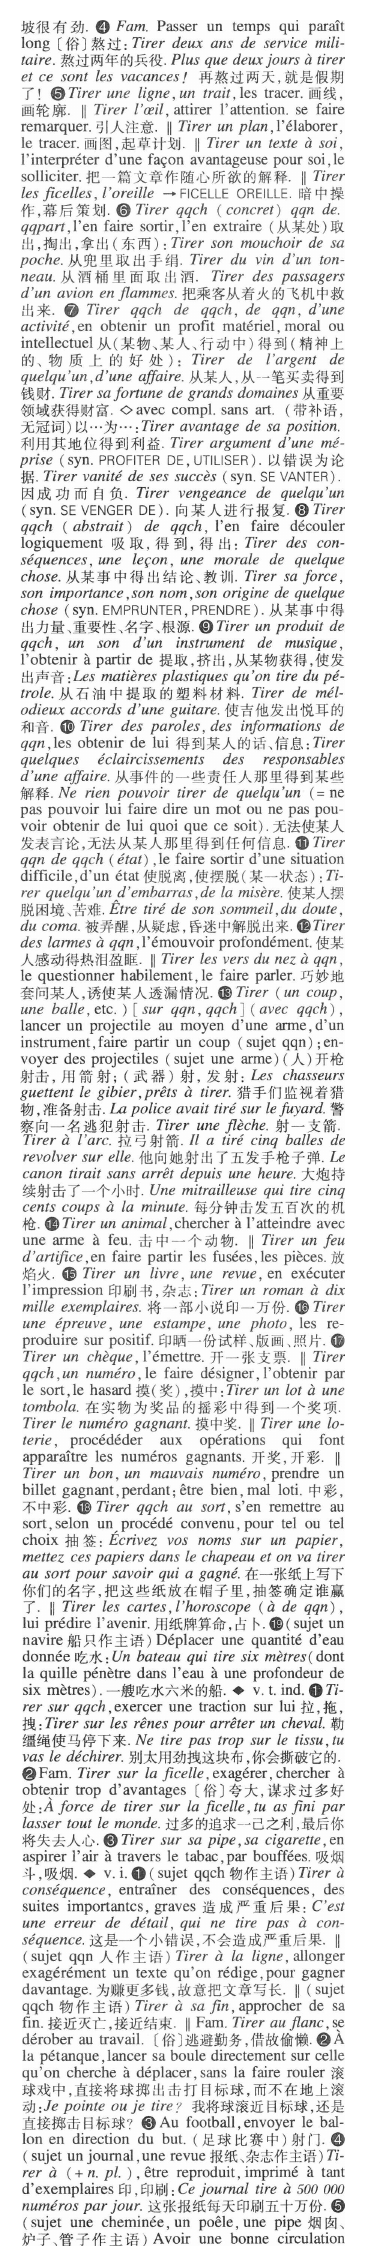 坡很有劲. ❹ Fam. Passer un temps qui paraît
long〔俗〕熬过: Tirer deux ans de service mili-
taire. 熬过两年的兵役. Plus que deux jours à tirer
et ce sont les vacances! 再熬过两天,就是假期
了! ❺ Tirer une ligne, un trait, les tracer. 画线,
画轮廓. ‖ Tirer l'œil, attirer l'attention. se faire
remarquer. 引人注意. ‖ Tirer un plan, l'élaborer,
le tracer. 画图,起草计划. ‖ Tirer un texte à soi,
l'interpréter d'une façon avantageuse pour soi, le
solliciter. 把一篇文章作随心所欲的解释. ‖ Tirer
les ficelles, l'oreille → FICELLE OREILLE. 暗中操
作,幕后策划. ❻ Tirer qqch (concret) qqn de.
qqpart, l'en faire sortir, l'en extraire (从某处)取
出,掏出,拿出(东西): Tirer son mouchoir de sa
poche. 从兜里取出手绢. Tirer du vin d'un ton-
neau. 从酒桶里面取出酒. Tirer des passagers
d'un avion en flammes. 把乘客从着火的飞机中救
出来. ❼ Tirer qqch de qqch, de qqn, d'une
activité, en obtenir un profit matériel, moral ou
intellectuel 从(某物、某人、行动中)得到(精神上
的、物质上的好处): Tirer de l'argent de
quelqu'un, d'une affaire. 从某人,从一笔买卖得到
钱财. Tirer sa fortune de grands domaines 从重要
领域获得财富. ◇ avec compl. sans art. (带补语,
无冠词)以…为…: Tirer avantage de sa position.
利用其地位得到利益. Tirer argument d'une mé-
prise (syn. PROFITER DE, UTILISER). 以错误为论
据. Tirer vanité de ses succès (syn. SE VANTER).
因成功而自负. Tirer vengeance de quelqu'un
(syn. SE VENGER DE). 向某人进行报复. ❽ Tirer
qqch (abstrait) de qqch, l'en faire découler
logiquement 吸取,得到,得出: Tirer des con-
séquences, une leçon, une morale de quelque
chose. 从某事中得出结论、教训. Tirer sa force,
son importance, son nom, son origine de quelque
chose (syn. EMPRUNTER, PRENDRE). 从某事中得
出力量、重要性、名字、根源. ❾ Tirer un produit de
qqch, un son d'un instrument de musique,
l'obtenir à partir de 提取,挤出,从某物获得,使发
出声音: Les matières plastiques qu'on tire du pé-
trole. 从石油中提取的塑料材料. Tirer de mél-
odieux accords d'une guitare. 使吉他发出悦耳的
和音. ❿ Tirer des paroles, des informations de
qqn, les obtenir de lui 得到某人的话、信息: Tirer
quelques éclaircissements des responsables
d'une affaire. 从事件的一些责任人那里得到某些
解释. Ne rien pouvoir tirer de quelqu'un (= ne
pas pouvoir lui faire dire un mot ou ne pas pou-
voir obtenir de lui quoi que ce soit). 无法使某人
发表言论,无法从某人那里得到任何信息. ⓫ Tirer
qqn de qqch (état), le faire sortir d'une situation
difficile, d'un état 使脱离,使摆脱(某一状态): Ti-
rer quelqu'un d'embarras, de la misère. 使某人摆
脱困境、苦难. Être tiré de son sommeil, du doute,
du coma. 被弄醒,从疑虑,昏迷中解脱出来. ⓬ Tirer
des larmes à qqn, l'émouvoir profondément. 使某
人感动得热泪盈眶. ‖ Tirer les vers du nez à qqn,
le questionner habilement, le faire parler. 巧妙地
套问某人,诱使某人透漏情况. ⓭ Tirer (un coup,
une balle, etc.) [sur qqn, qqch] (avec qqch),
lancer un projectile au moyen d'une arme, d'un
instrument, faire partir un coup (sujet qqn); en-
voyer des projectiles (sujet une arme) (人)开枪
射击,用箭射; (武器)射,发射: Les chasseurs
guettent le gibier, prêts à tirer. 猎手们监视着猎
物,准备射击. La police avait tiré sur le fuyard. 警
察向一名逃犯射击. Tirer une flèche. 射一支箭.
Tirer à l'arc. 拉弓射箭. Il a tiré cinq balles de
revolver sur elle. 他向她射出了五发手枪子弹. Le
canon tirait sans arrêt depuis une heure. 大炮持
续射击了一个小时. Une mitrailleuse qui tire cinq
cents coups à la minute. 每分钟击发五百次的机
枪. ⓮ Tirer un animal, chercher à l'atteindre avec
une arme à feu. 击中一个动物. ‖ Tirer un feu
d'artifice, en faire partir les fusées, les pièces. 放
焰火. ⓯ Tirer un livre, une revue, en exécuter
l'impression 印刷书,杂志: Tirer un roman à dix
mille exemplaires. 将一部小说印一万份. ⓰ Tirer
une épreuve, une estampe, une photo, les re-
produire sur positif. 印晒一份试样、版画、照片. ⓱
Tirer un chèque, l'émettre. 开一张支票. ‖ Tirer
qqch, un numéro, le faire désigner, l'obtenir par
le sort, le hasard 摸(奖),摸中: Tirer un lot à une
tombola. 在实物为奖品的摇彩中得到一个奖项.
Tirer le numéro gagnant. 摸中奖. ‖ Tirer une lo-
terie, procédéder aux opérations qui font
apparaître les numéros gagnants. 开奖,开彩. ‖
Tirer un bon, un mauvais numéro, prendre un
billet gagnant, perdant; être bien, mal loti. 中彩,
不中彩. ⓲ Tirer qqch au sort, s'en remettre au
sort, selon un procédé convenu, pour tel ou tel
choix 抽签: Écrivez vos noms sur un papier,
mettez ces papiers dans le chapeau et on va tirer
au sort pour savoir qui a gagné. 在一张纸上写下
你们的名字,把这些纸放在帽子里,抽签确定谁赢
了. ‖ Tirer les cartes, l'horoscope (à de qqn),
lui prédire l'avenir. 用纸牌算命,占卜. ⓳ (sujet un
navire 船只作主语) Déplacer une quantité d'eau
donnée 吃水: Un bateau qui tire six mètres (dont
la quille pénètre dans l'eau à une profondeur de
six mètres). 一艘吃水六米的船. ◆ v. t. ind. ❶ Ti-
rer sur qqch, exercer une traction sur lui 拉,拖,
拽: Tirer sur les rênes pour arrêter un cheval. 勒
缰绳使马停下来. Ne tire pas trop sur le tissu, tu
vas le déchirer. 别太用劲拽这块布,你会撕破它的.
❷ Fam. Tirer sur la ficelle, exagérer, chercher à
obtenir trop d'avantages〔俗〕夸大,谋求过多好
处: À force de tirer sur la ficelle, tu as fini par
lasser tout le monde. 过多的追求一己之利,最后你
将失去人心. ❸ Tirer sur sa pipe, sa cigarette, en
aspirer l'air à travers le tabac, par bouffées. 吸烟
斗,吸烟. ◆ v. i. ❶ (sujet qqch 物作主语) Tirer à
conséquence, entraîner des conséquences, des
suites importantes, graves 造成严重后果: C'est
une erreur de détail, qui ne tire pas à con-
séquence. 这是一个小错误,不会造成严重后果. ‖
(sujet qqn 人作主语) Tirer à la ligne, allonger
exagérément un texte qu'on rédige, pour gagner
davantage. 为赚更多钱,故意把文章写长. ‖ (sujet
qqch 物作主语) Tirer à sa fin, approcher de sa
fin. 接近灭亡,接近结束. ‖ Fam. Tirer au flanc, se
dérober au travail. 〔俗〕逃避勤务,借故偷懒. ❷ À
la pétanque, lancer sa boule directement sur celle
qu'on cherche à déplacer, sans la faire rouler 滚
球戏中,直接将球掷出击打目标球,而不在地上滚
动: Je pointe ou je tire? 我将球滚近目标球,还是
直接掷击目标球? ❸ Au football, envoyer le bal-
lon en direction du but. (足球比赛中)射门. ❹
(sujet un journal, une revue 报纸、杂志作主语) Ti-
rer à (+ n. pl.), être reproduit, imprimé à tant
d'exemplaires 印,印刷: Ce journal tire à 500 000
numéros par jour. 这张报纸每天印刷五十万份. ❺
(sujet une cheminée, un poêle, une pipe 烟囱、
炉子、管子作主语) Avoir une bonne circulation